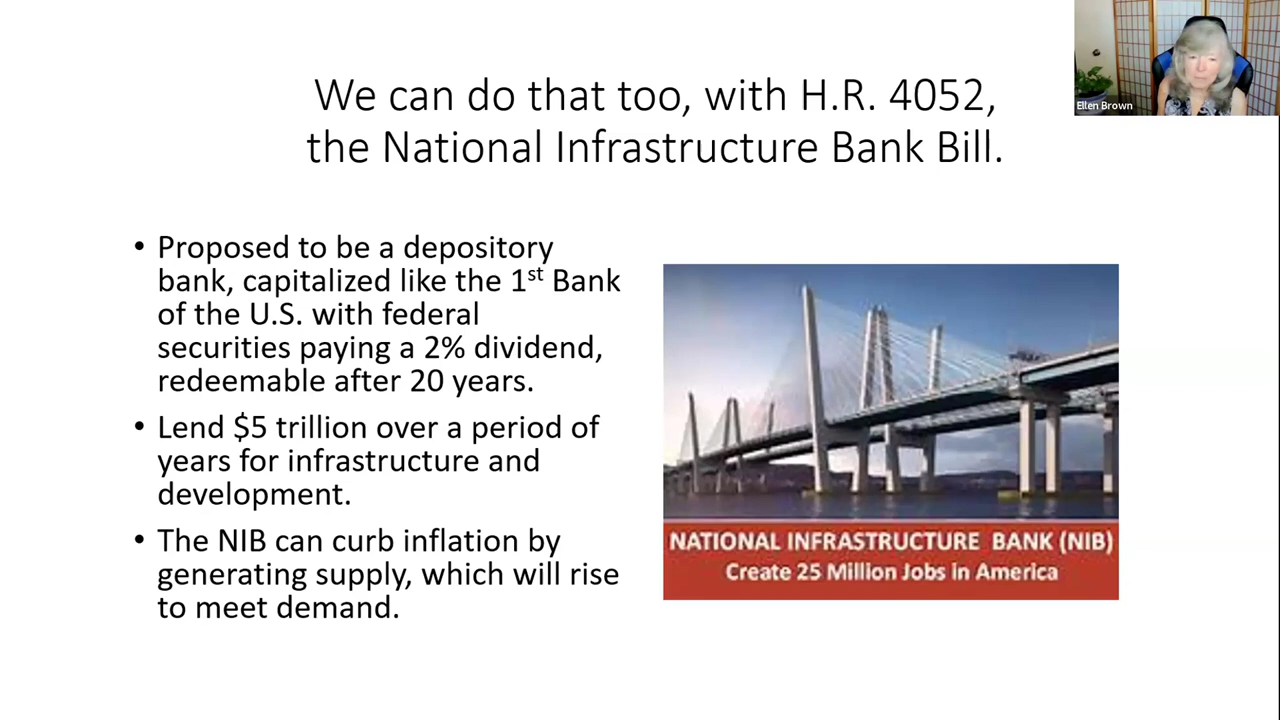 We can do that too, with H.R. 4052,
the National Infrastructure Bank Bill.
Ellen Brown
• Proposed to be a depository
bank, capitalized like the 1st Bank
of the U.S. with federal
securities paying a 2% dividend,
redeemable after 20 years.
• Lend $5 trillion over a period of
years for infrastructure and
development.
• The NIB can curb inflation by
generating supply, which will rise
to meet demand.
NATIONAL INFRASTRUCTURE BANK (NIB)
Create 25 Million Jobs in America